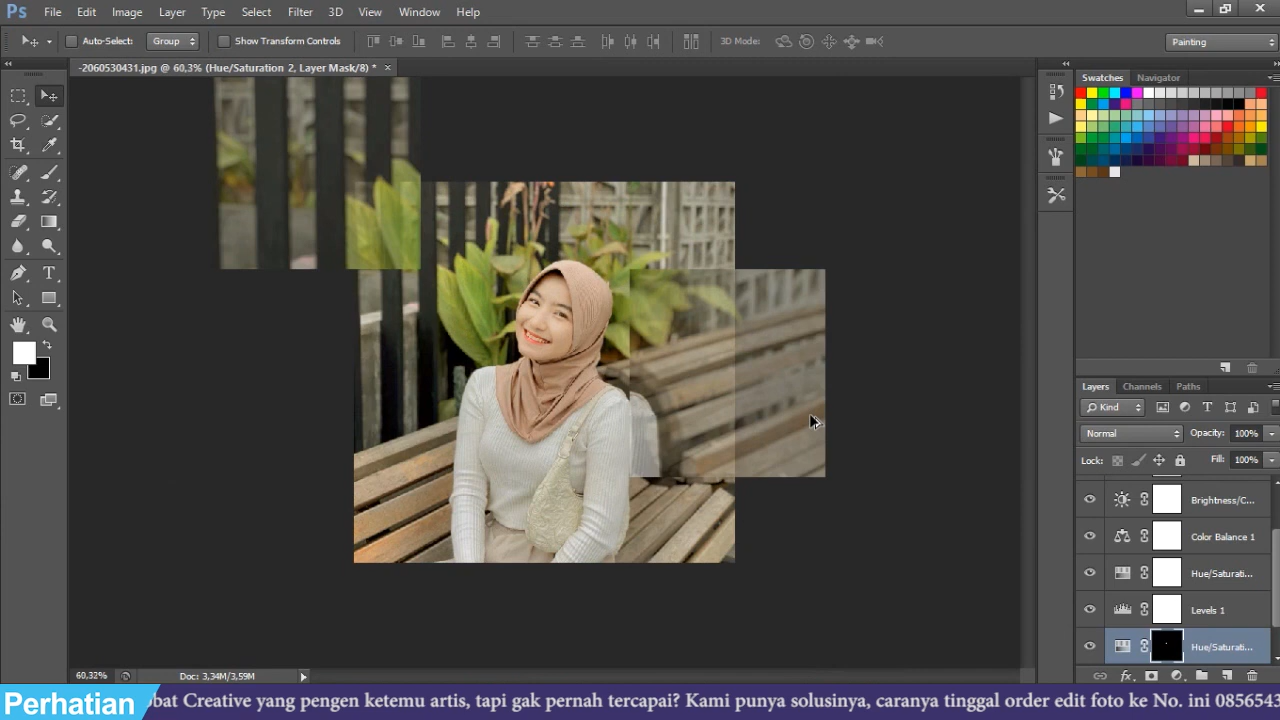 Ps File Edit Image Layer Type Select Filter 3D View Window Help
Auto-Select: Group Show Transform Controls 3D Mode: Painting
-2060530431.jpg @ 60,3% (Hue/Saturation 2, Layer Mask/8) * ×
Swatches Navigator
Layers Channels Paths
Kind
Normal Opacity: 100%
Lock: Fill: 100%
Brightness/C...
Color Balance 1
Hue/Saturati...
Levels 1
Hue/Saturati...
60,32% Doc: 3,34M/3,59M
Perhatian obat Creative yang pengen ketemu artis, tapi gak pernah tercapai? Kami punya solusinya, caranya tinggal order edit foto ke No. ini 0856543